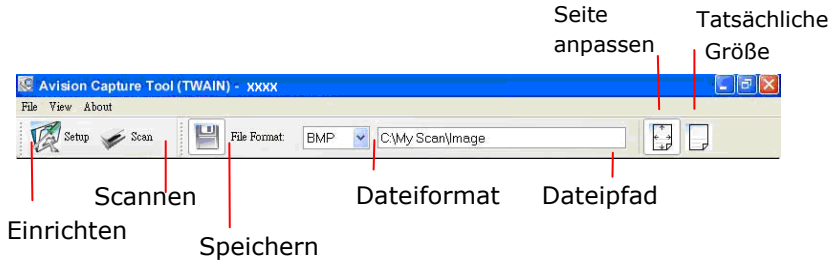 Seite
anpassen
Tatsächliche
Größe
Avision Capture Tool (TWAIN) - xxxx
File View About
Setup Scan File Format: BMP C:\My Scan\Image
Scannen Dateiformat Dateipfad
Einrichten
Speichern